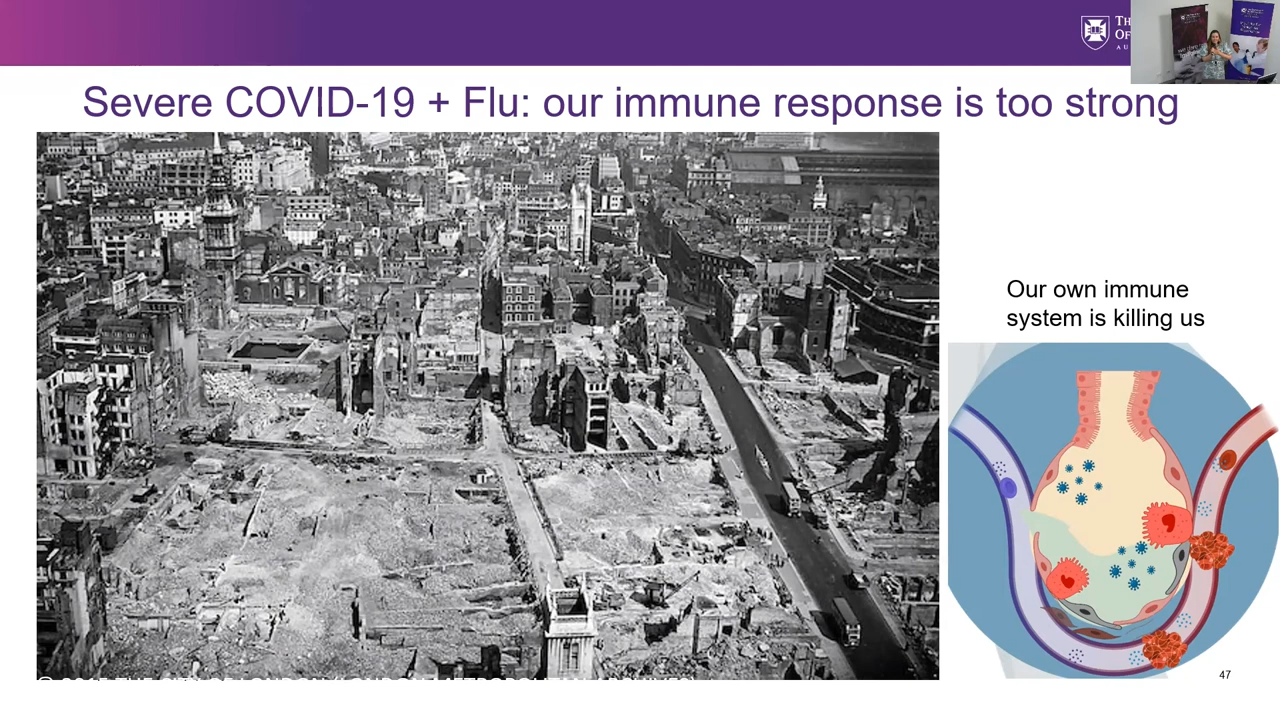 Severe COVID-19 + Flu: our immune response is too strong
Our own immune
system is killing us
47